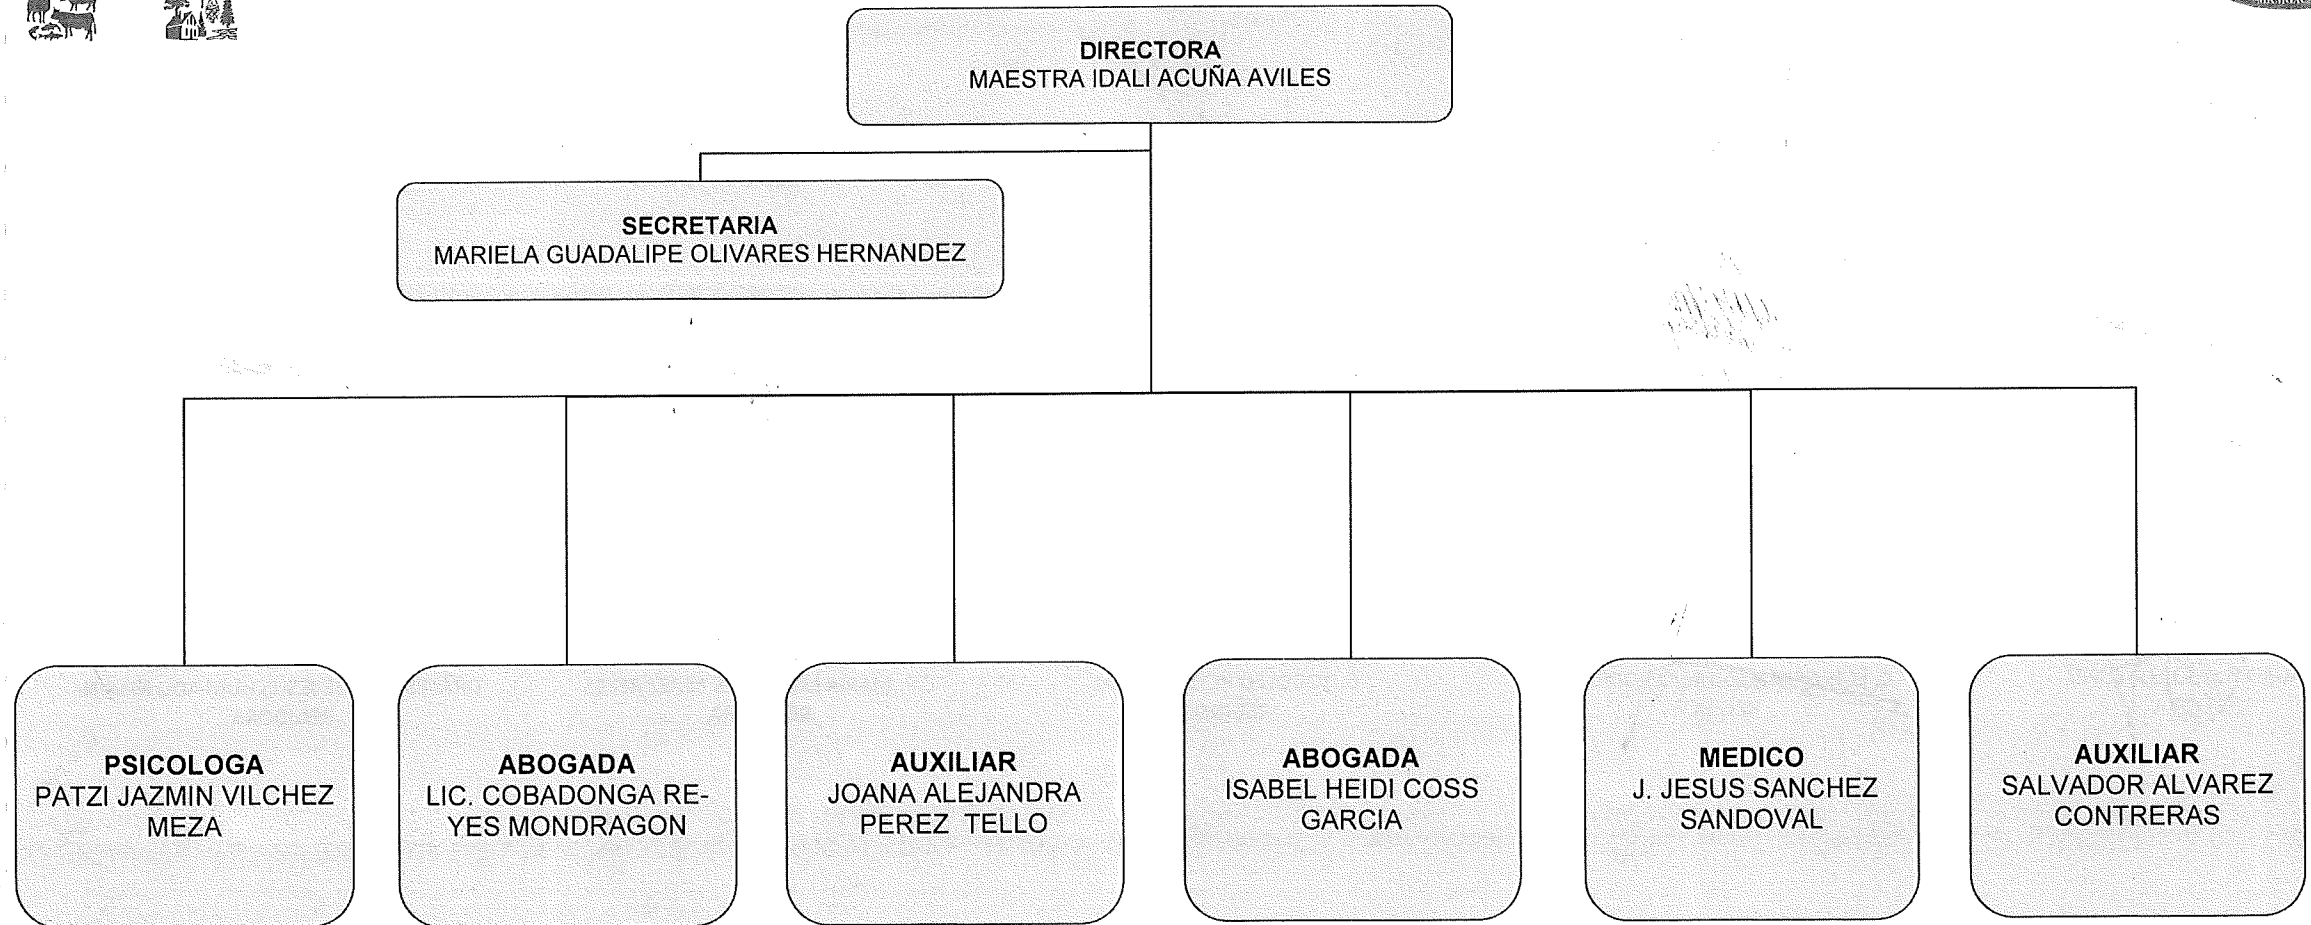 DIRECTORA
MAESTRA IDALI ACUÑA AVILES
SECRETARIA
MARIELA GUADALIPE OLIVARES HERNANDEZ
PSICOLOGA
PATZI JAZMIN VILCHEZ
MEZA
ABOGADA
LIC. COBADONGA RE-
YES MONDRAGON
AUXILIAR
JOANA ALEJANDRA
PEREZ TELLO
ABOGADA
ISABEL HEIDI COSS
GARCIA
MEDICO
J. JESUS SANCHEZ
SANDOVAL
AUXILIAR
SALVADOR ALVAREZ
CONTRERAS